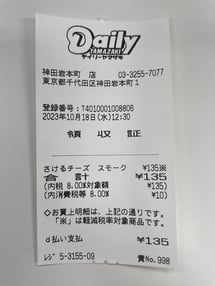 Daily
YAMAZAKI
デイリーヤマザキ
神田岩本町　店　03-3255-7077
東京都千代田区神田岩本町１
登録番号:T4010001008806
2023年10月18日(水)12:30
領　収　証
さけるチーズ　スモーク　¥135※
合　計　¥135
(内税 8.00%対象額　¥135)
(内消費税等 8.00%　¥10)
◇お買上明細は、上記の通りです。
「※」は軽減税率対象商品です。
d払い支払　¥135
ﾚｼﾞ 5-3155-09　責No.998